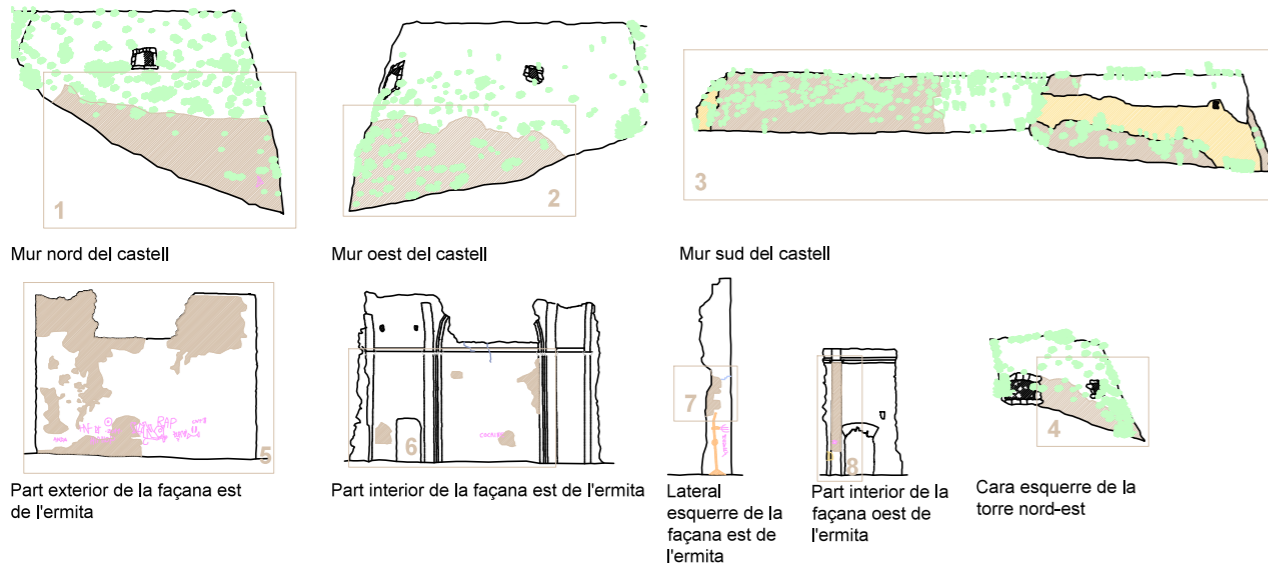 1
2
3
Mur nord del castell
Mur oest del castell
Mur sud del castell
RAP
5
6
7
8
4
Part exterior de la façana est
de l'ermita
Part interior de la façana est de l'ermita
Lateral
esquerre de la
façana est de
l'ermita
Part interior de la
façana oest de
l'ermita
Cara esquerre de la
torre nord-est